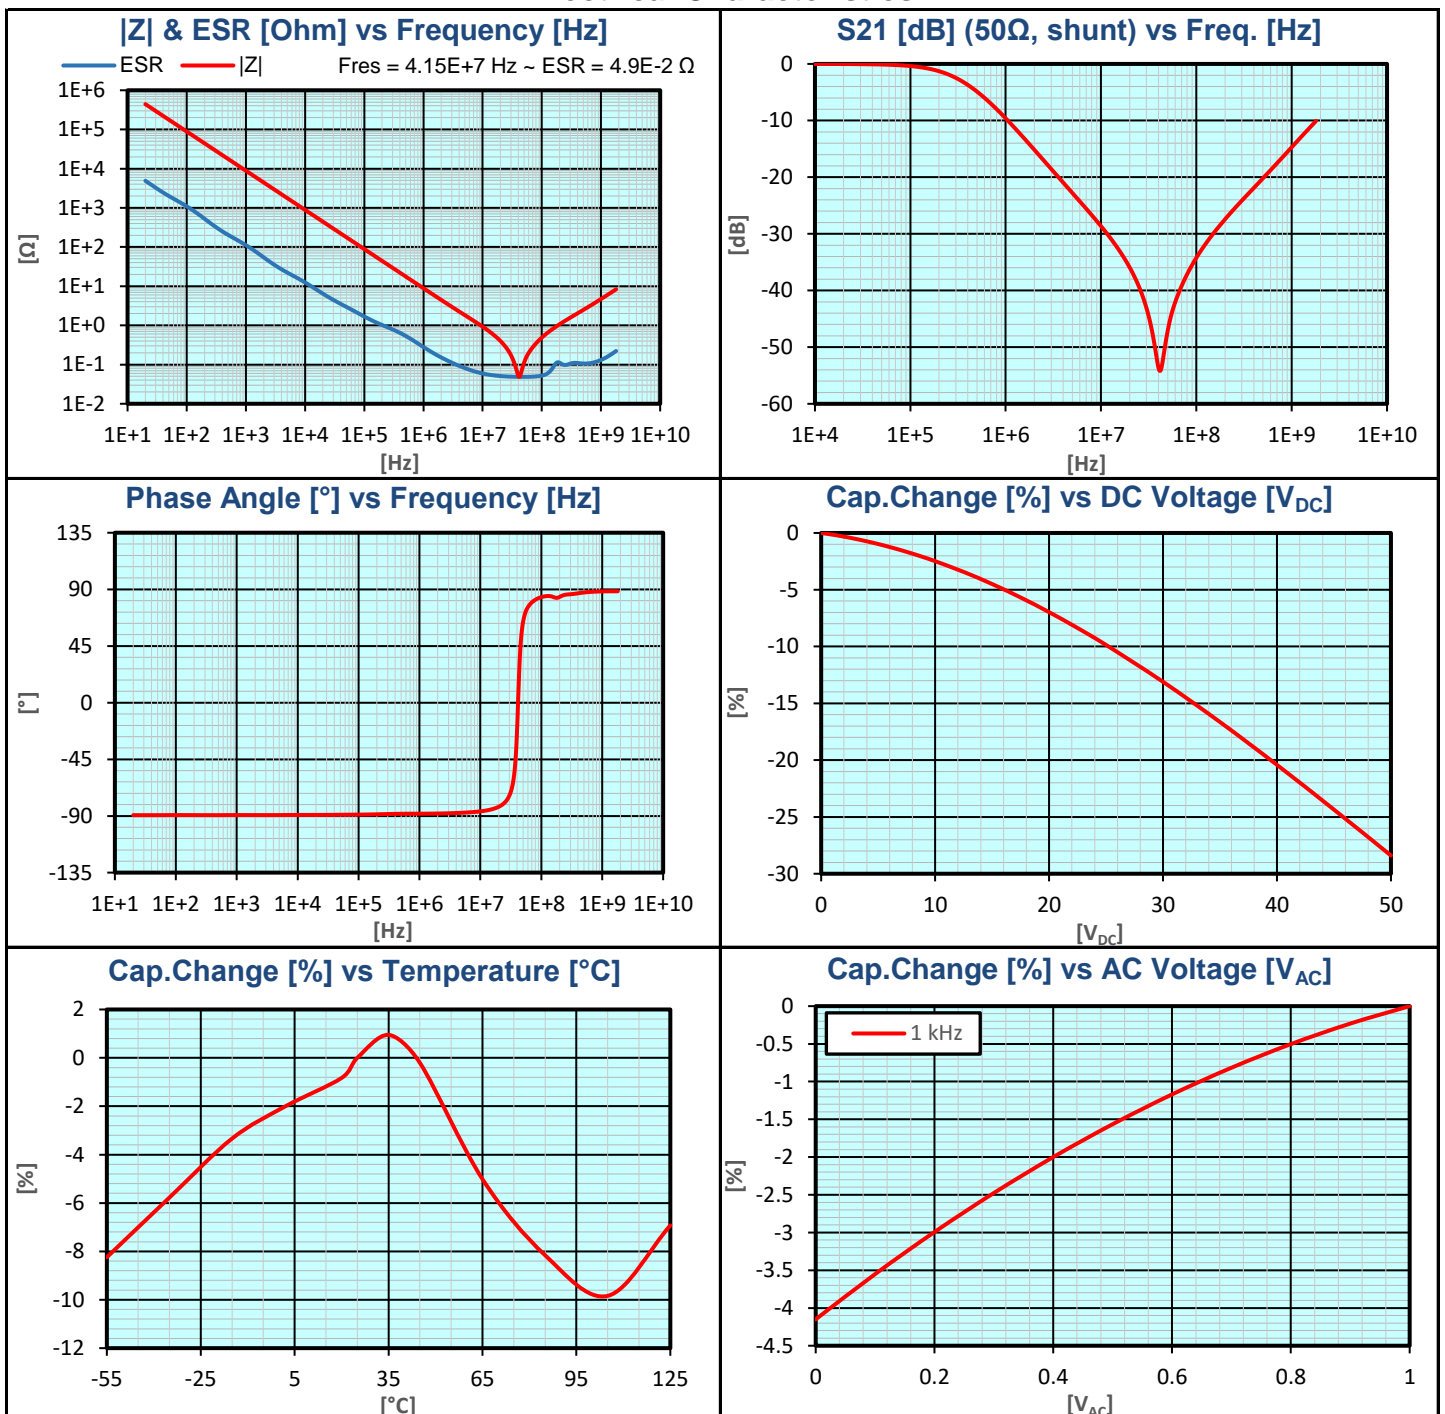 |Z| & ESR [Ohm] vs Frequency [Hz]
ESR |Z| Fres = 4.15E+7 Hz ~ ESR = 4.9E-2 Ω
1E+6
1E+5
1E+4
1E+3
1E+2
1E+1
1E+0
1E-1
1E-2
[Ω]
1E+1 1E+2 1E+3 1E+4 1E+5 1E+6 1E+7 1E+8 1E+9 1E+10
[Hz]
S21 [dB] (50Ω, shunt) vs Freq. [Hz]
0
-10
-20
-30
-40
-50
-60
[dB]
1E+4 1E+5 1E+6 1E+7 1E+8 1E+9 1E+10
[Hz]
Phase Angle [°] vs Frequency [Hz]
135
90
45
0
-45
-90
-135
[°]
1E+1 1E+2 1E+3 1E+4 1E+5 1E+6 1E+7 1E+8 1E+9 1E+10
[Hz]
Cap.Change [%] vs DC Voltage [VDC]
0
-5
-10
-15
-20
-25
-30
[%]
0 10 20 30 40 50
[VDC]
Cap.Change [%] vs Temperature [°C]
2
0
-2
-4
-6
-8
-10
-12
[%]
-55 -25 5 35 65 95 125
[°C]
Cap.Change [%] vs AC Voltage [VAC]
1 kHz
0
-0.5
-1
-1.5
-2
-2.5
-3
-3.5
-4
-4.5
[%]
0 0.2 0.4 0.6 0.8 1
[VAC]